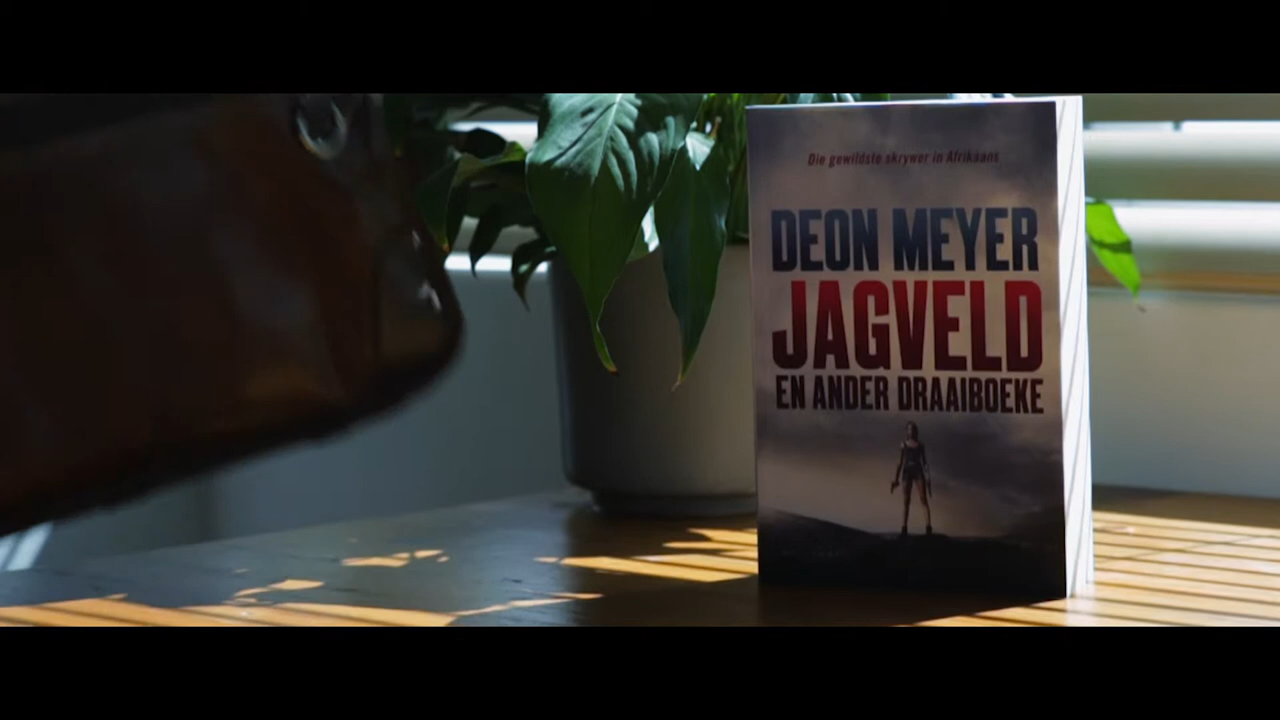 Die gewildste skrywer in Afrikaans
DEON MEYER
JAGVELD
EN ANDER DRAAIBOEKE